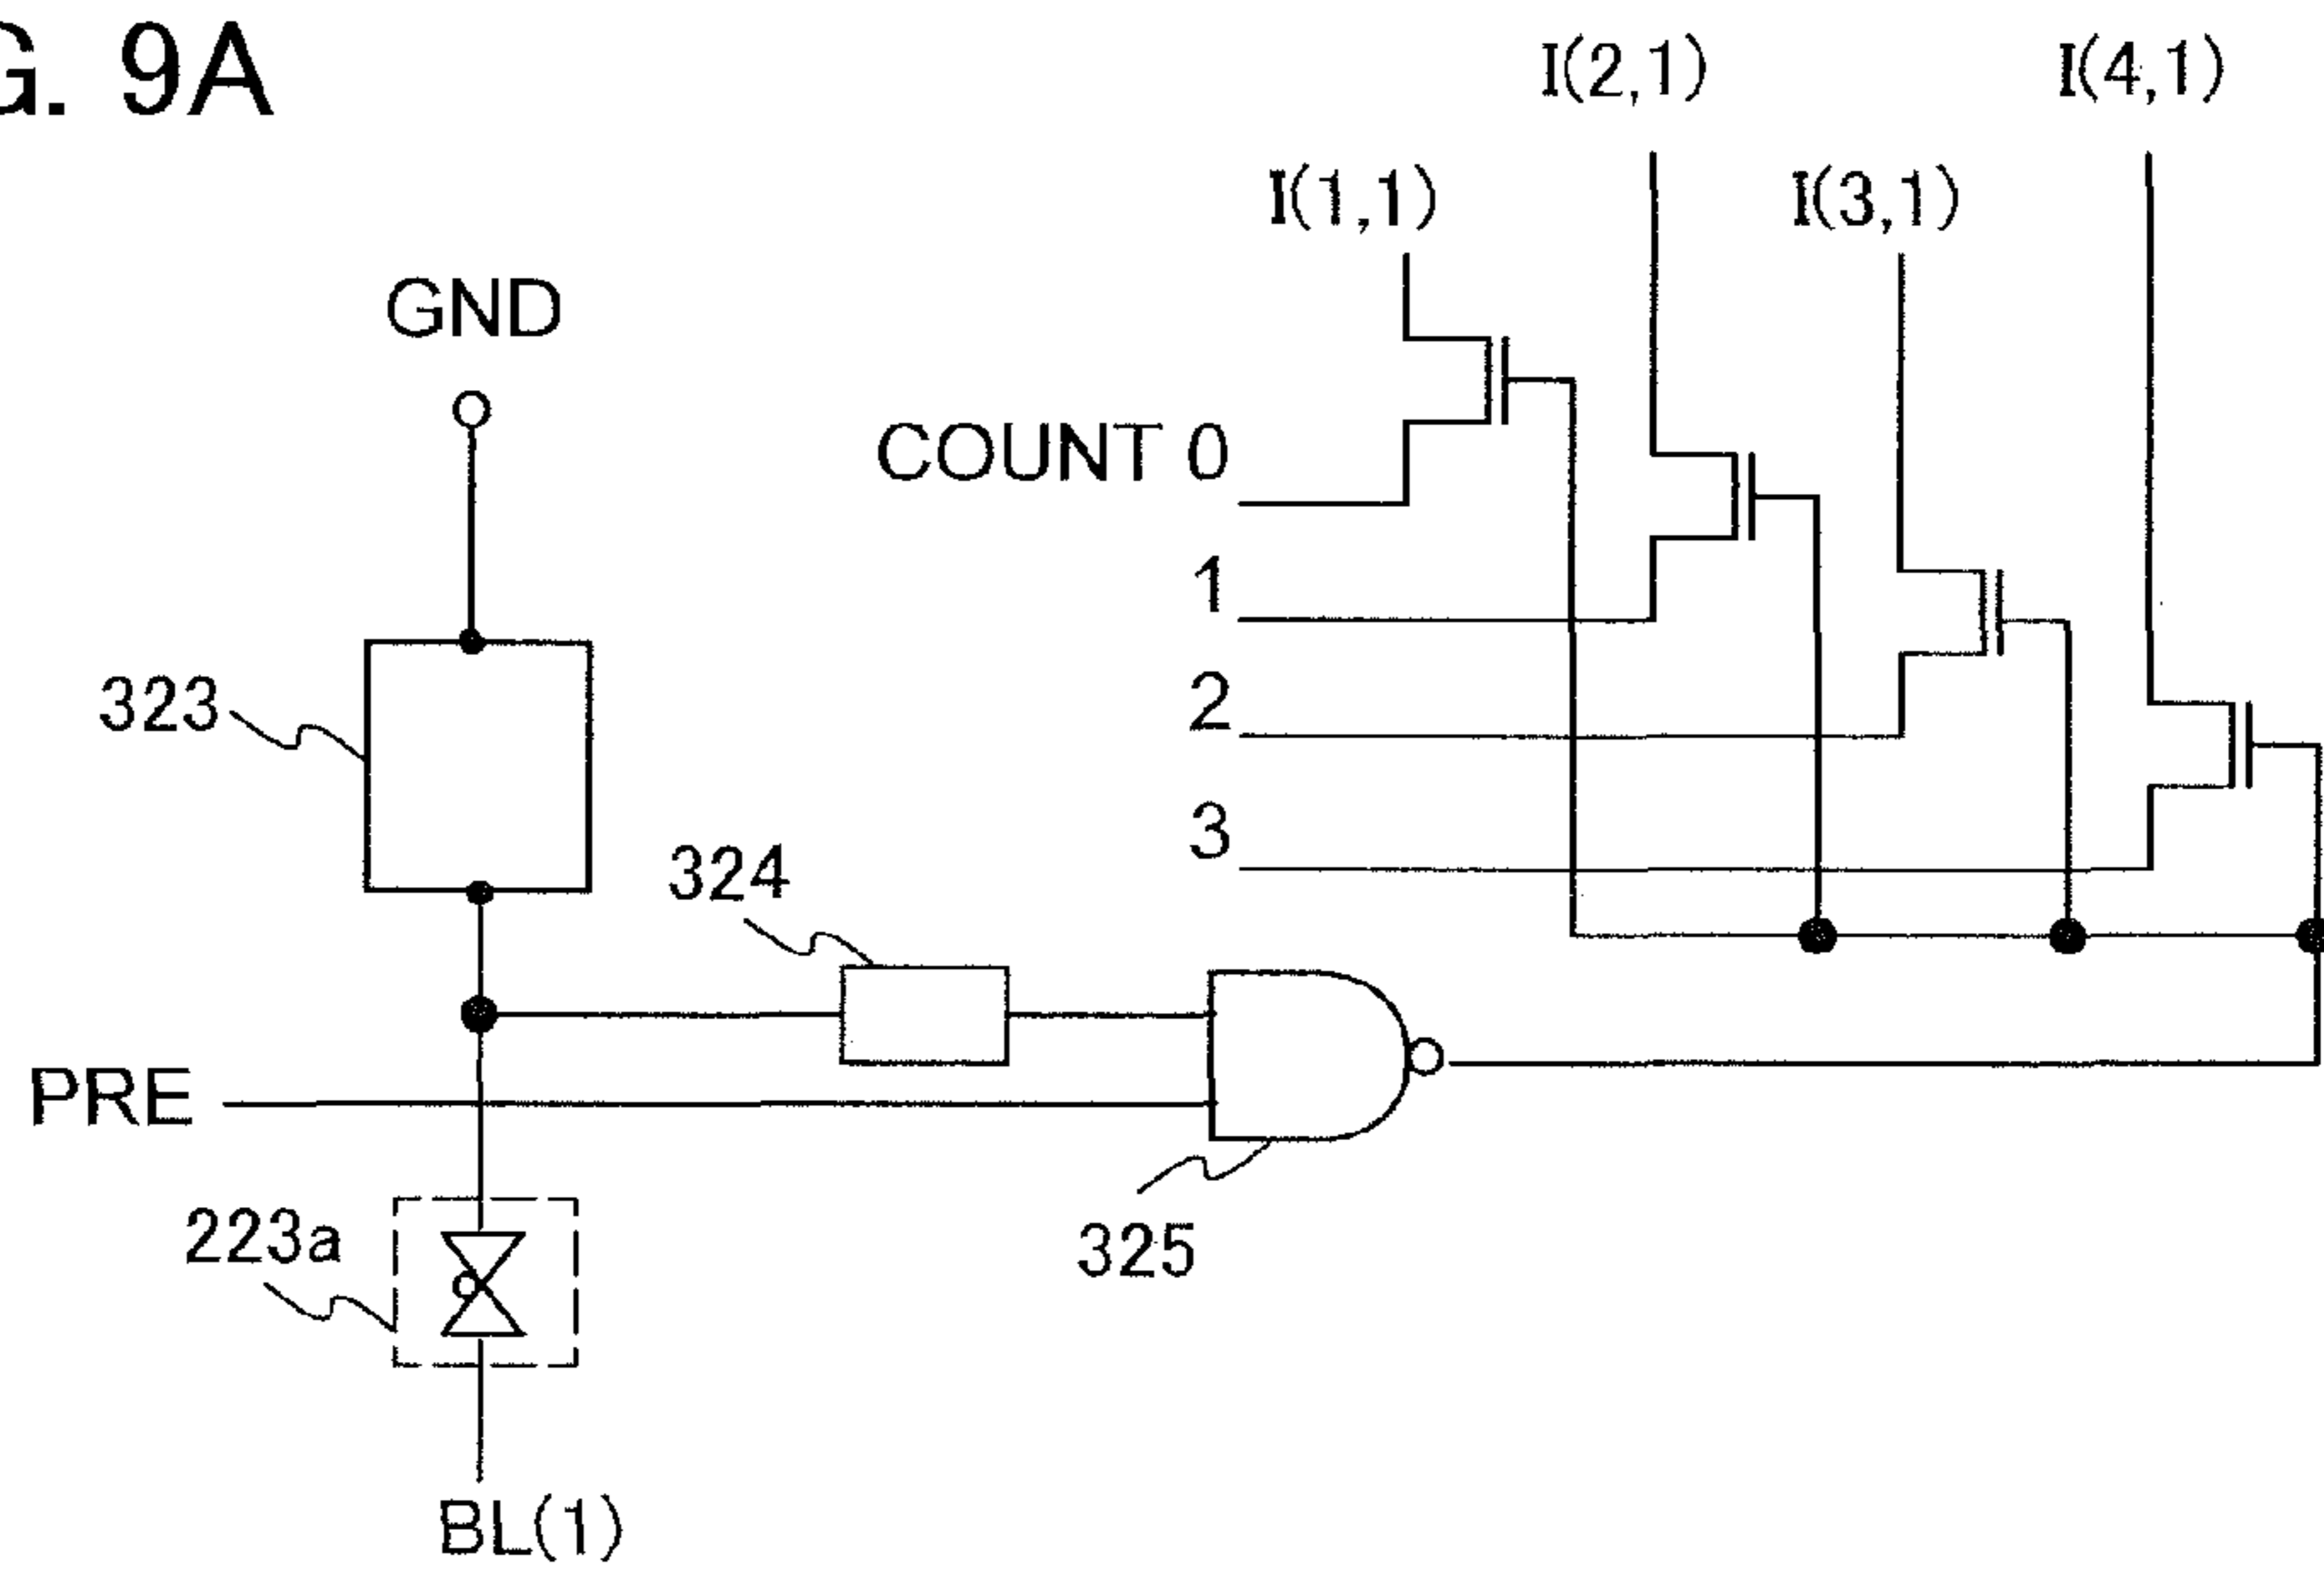 G. 9A
I(2,1)
I(4,1)
I(1,1)
I(3,1)
GND
COUNT 0
1
2
3
323
324
PRE
223a
325
BL(1)